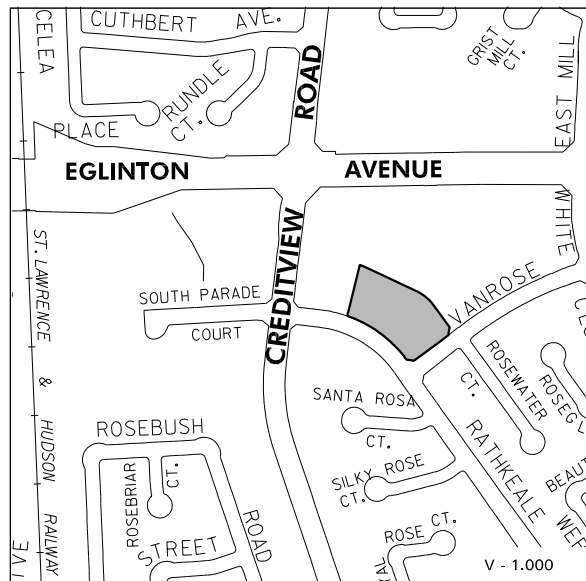 CUTHBERT AVE.
CELEA
ROAD
GRIST
MILL
CT.
EAST MILL
RUNDLE
CT.
PLACE
EGLINTON AVENUE
WHITE
ST. LAWRENCE & HUDSON RAILWAY
CREDITVIEW
SOUTH PARADE
COURT
VANROSE
SANTA ROSA
CT.
CT.
ROSEWATER
RATHKEALE
ROSEBUSH
ROSEBRIAR
CT.
SILKY ROSE
CT.
ROAD
STREET
ROSE CT.
V - 1.000